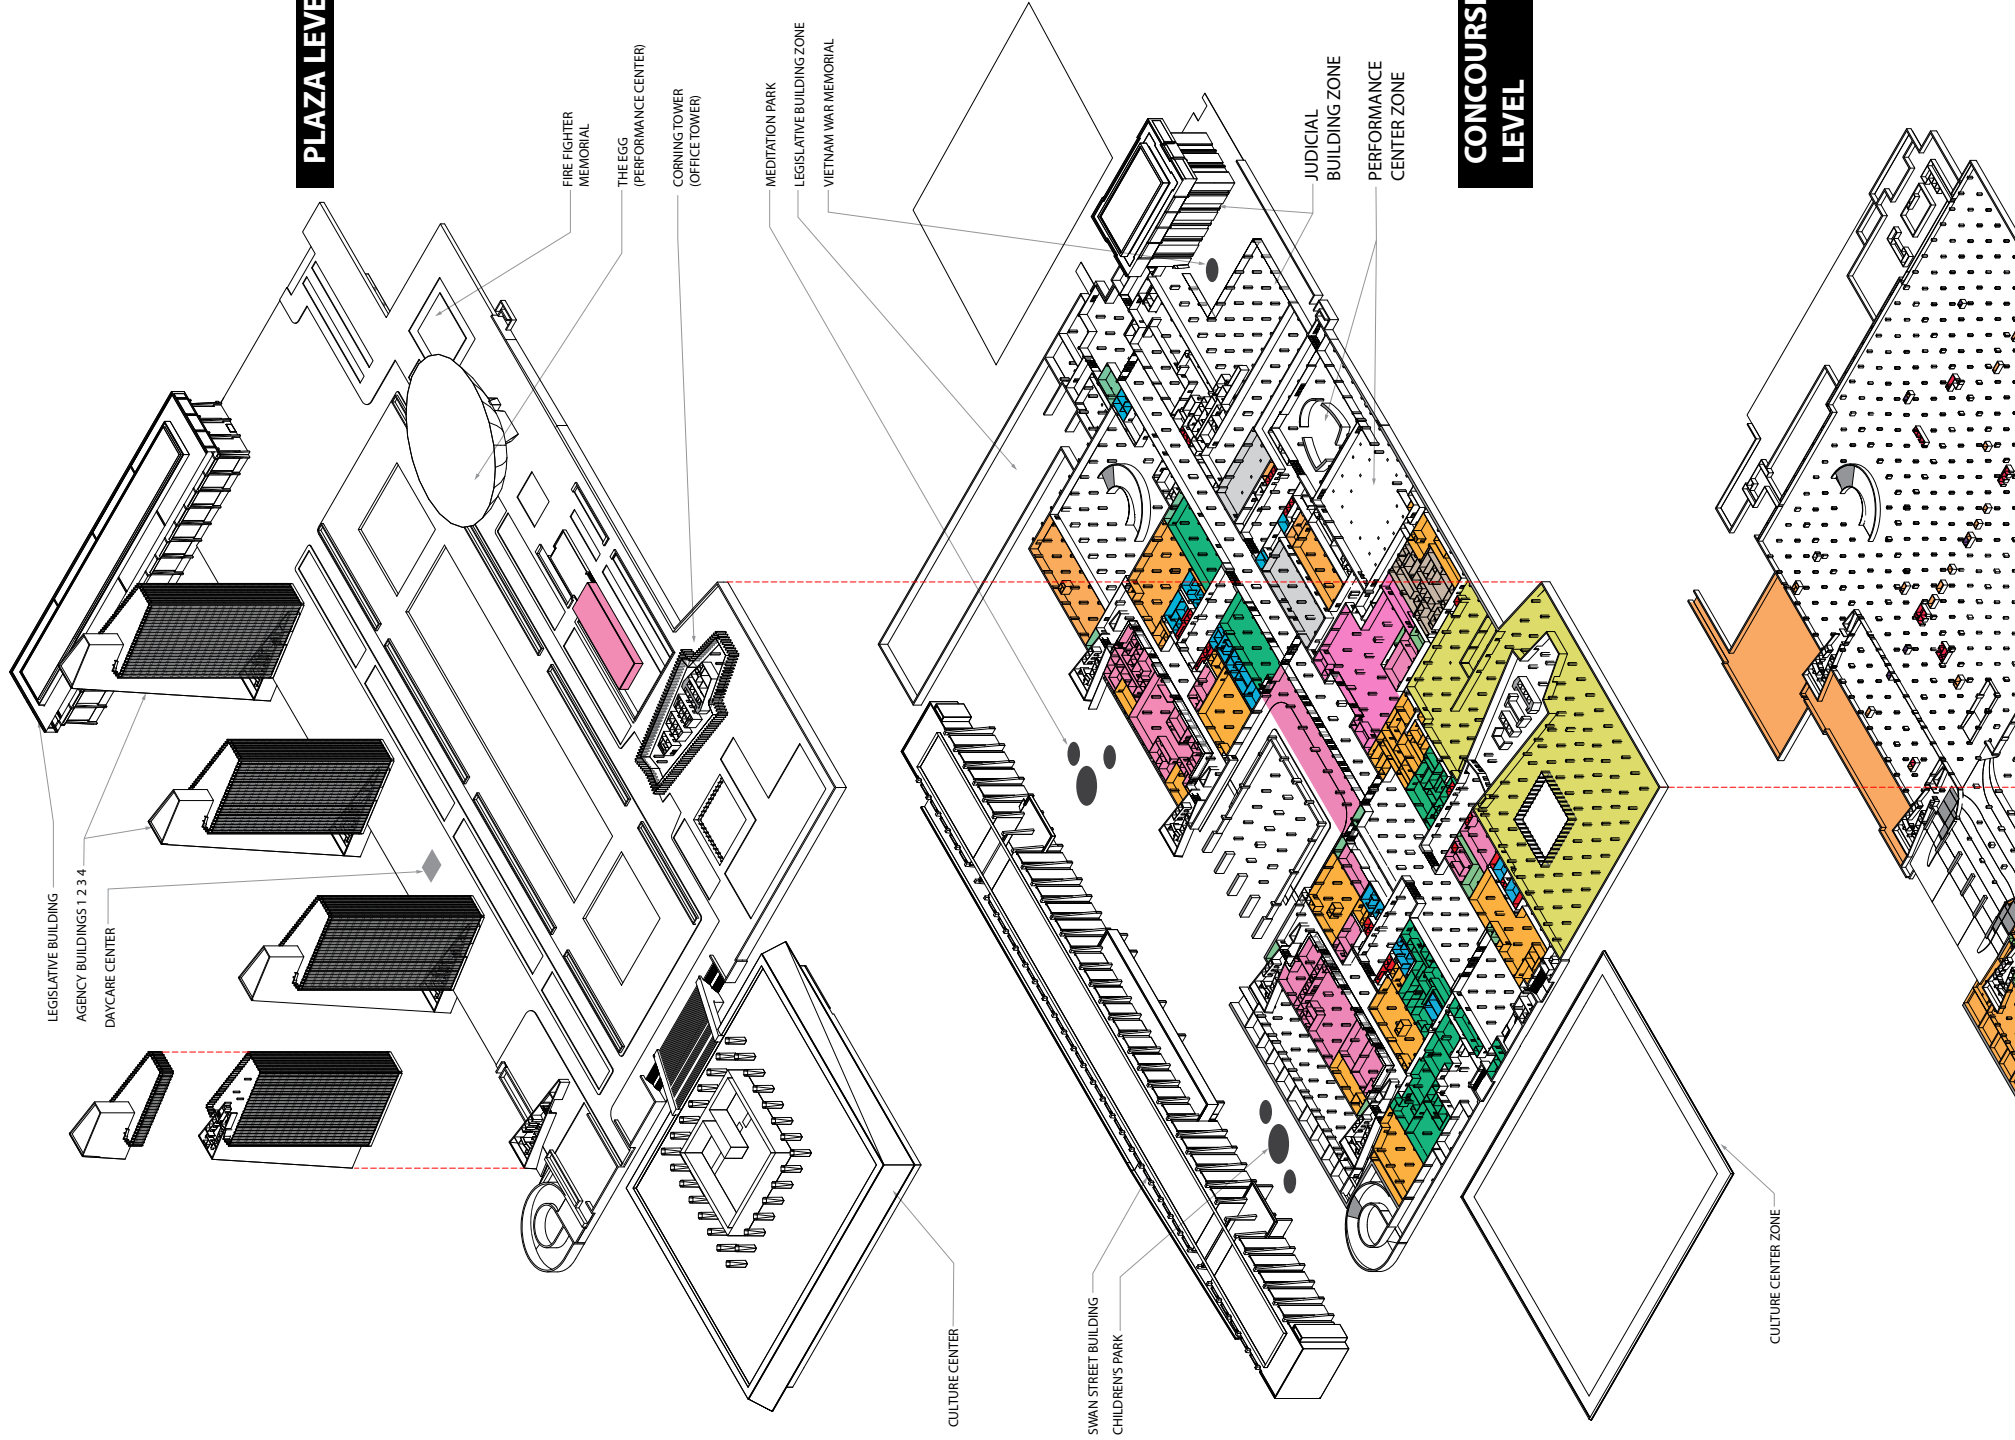 LEGISLATIVE BUILDING
AGENCY BUILDINGS 1 2 3 4
DAYCARE CENTER
PLAZA LEVE
FIRE FIGHTER
MEMORIAL
THE EGG
(PERFORMANCE CENTER)
CORNING TOWER
(OFFICE TOWER)
MEDITATION PARK
LEGISLATIVE BUILDING ZONE
VIETNAM WAR MEMORIAL
CULTURE CENTER
SWAN STREET BUILDING
CHILDREN'S PARK
JUDICIAL
BUILDING ZONE
PERFORMANCE
CENTER ZONE
CONCOURSE
LEVEL
CULTURE CENTER ZONE